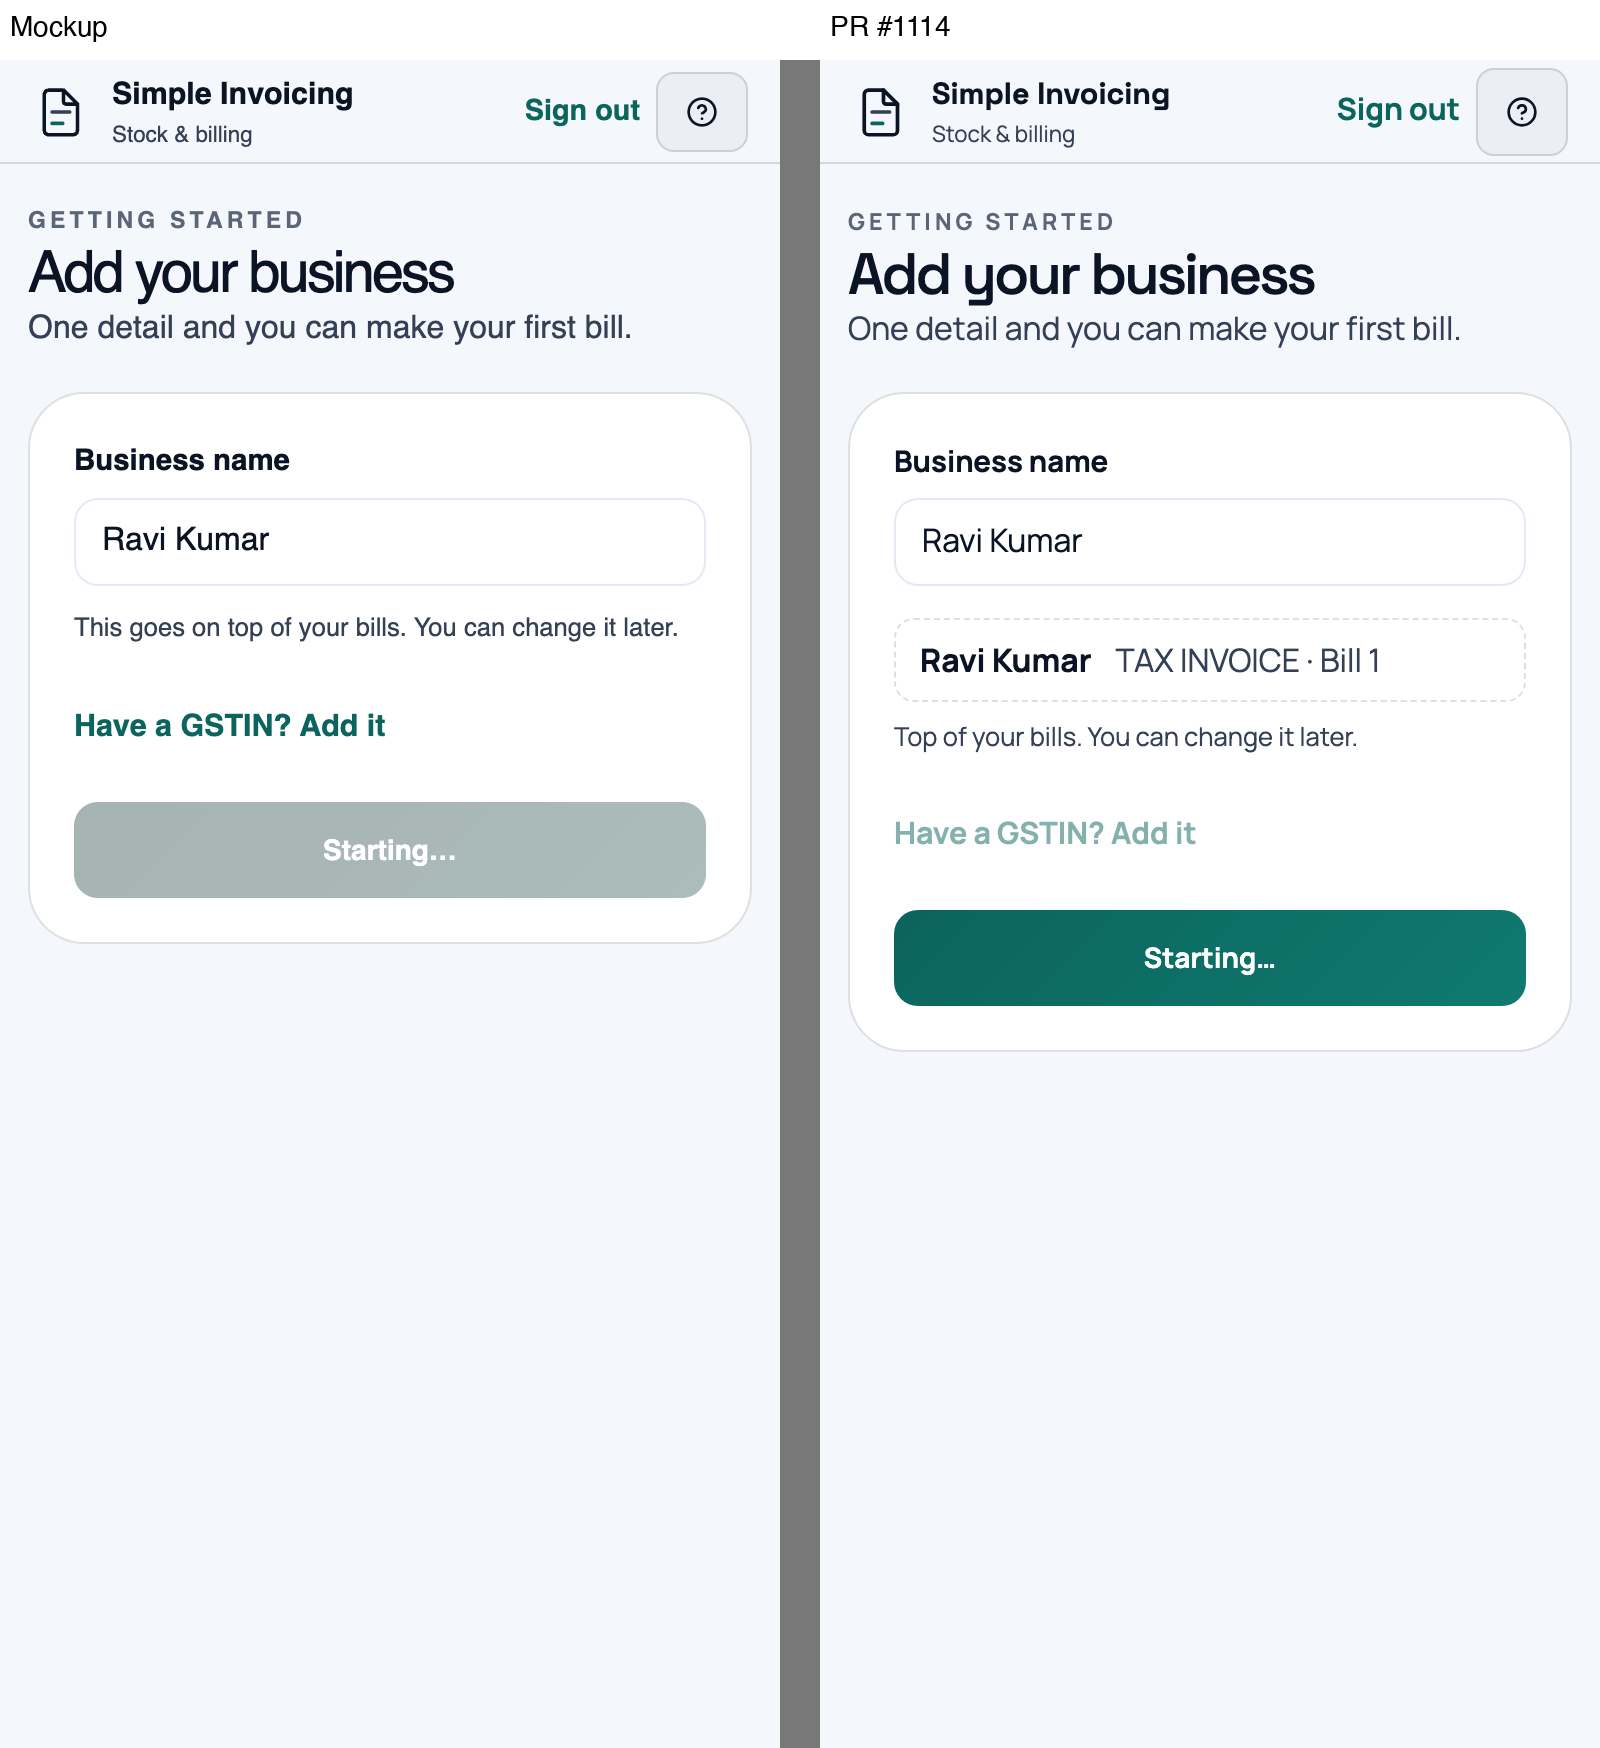 Mockup
Simple Invoicing
Stock & billing
Sign out
GETTING STARTED
Add your business
One detail and you can make your first bill.
Business name
Ravi Kumar
This goes on top of your bills. You can change it later.
Have a GSTIN? Add it
Starting...
PR #1114
Simple Invoicing
Stock & billing
Sign out
GETTING STARTED
Add your business
One detail and you can make your first bill.
Business name
Ravi Kumar
Ravi Kumar TAX INVOICE · Bill 1
Top of your bills. You can change it later.
Have a GSTIN? Add it
Starting...